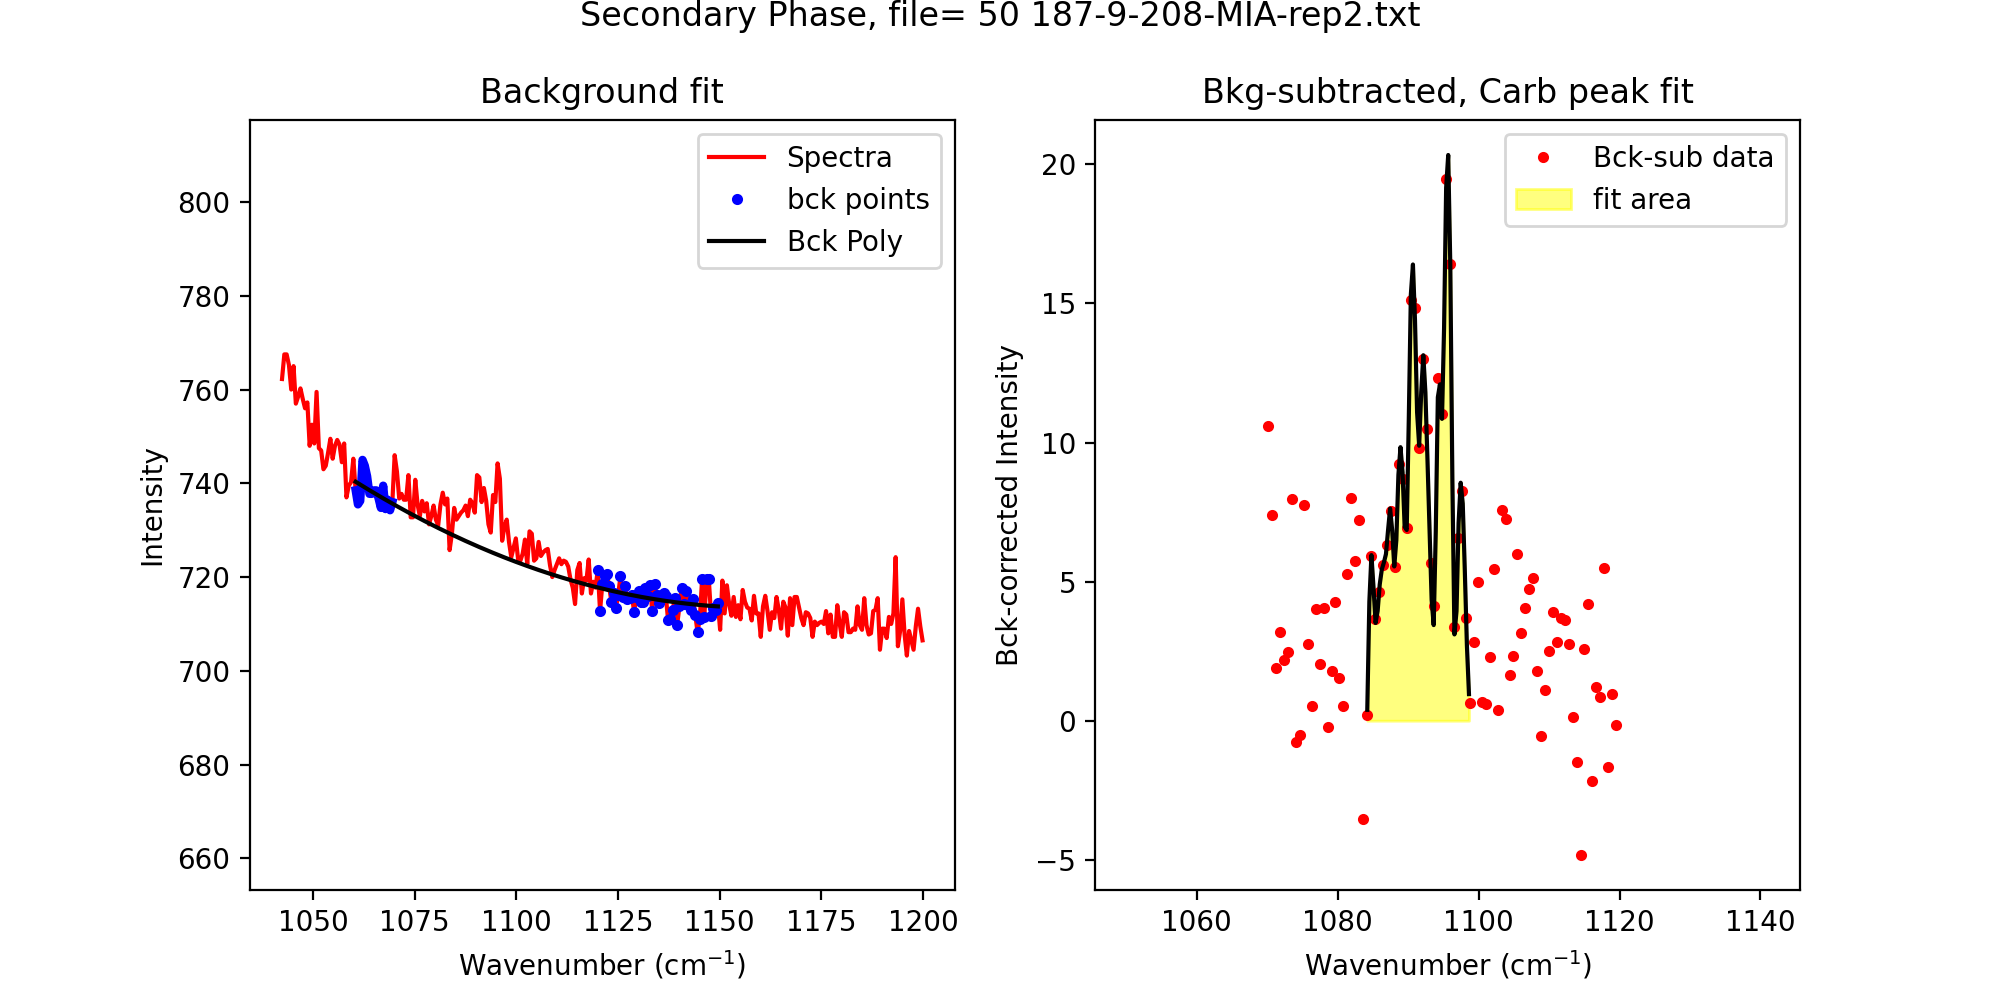 Secondary Phase, file= 50 187-9-208-MIA-rep2.txt
Background fit
Spectra
bck points
Bck Poly
Intensity
800
780
760
740
720
700
680
660
1050 1075 1100 1125 1150 1175 1200
Wavenumber (cm⁻¹)
Bkg-subtracted, Carb peak fit
Bck-sub data
fit area
Bck-corrected Intensity
20
15
10
5
0
−5
1060 1080 1100 1120 1140
Wavenumber (cm⁻¹)